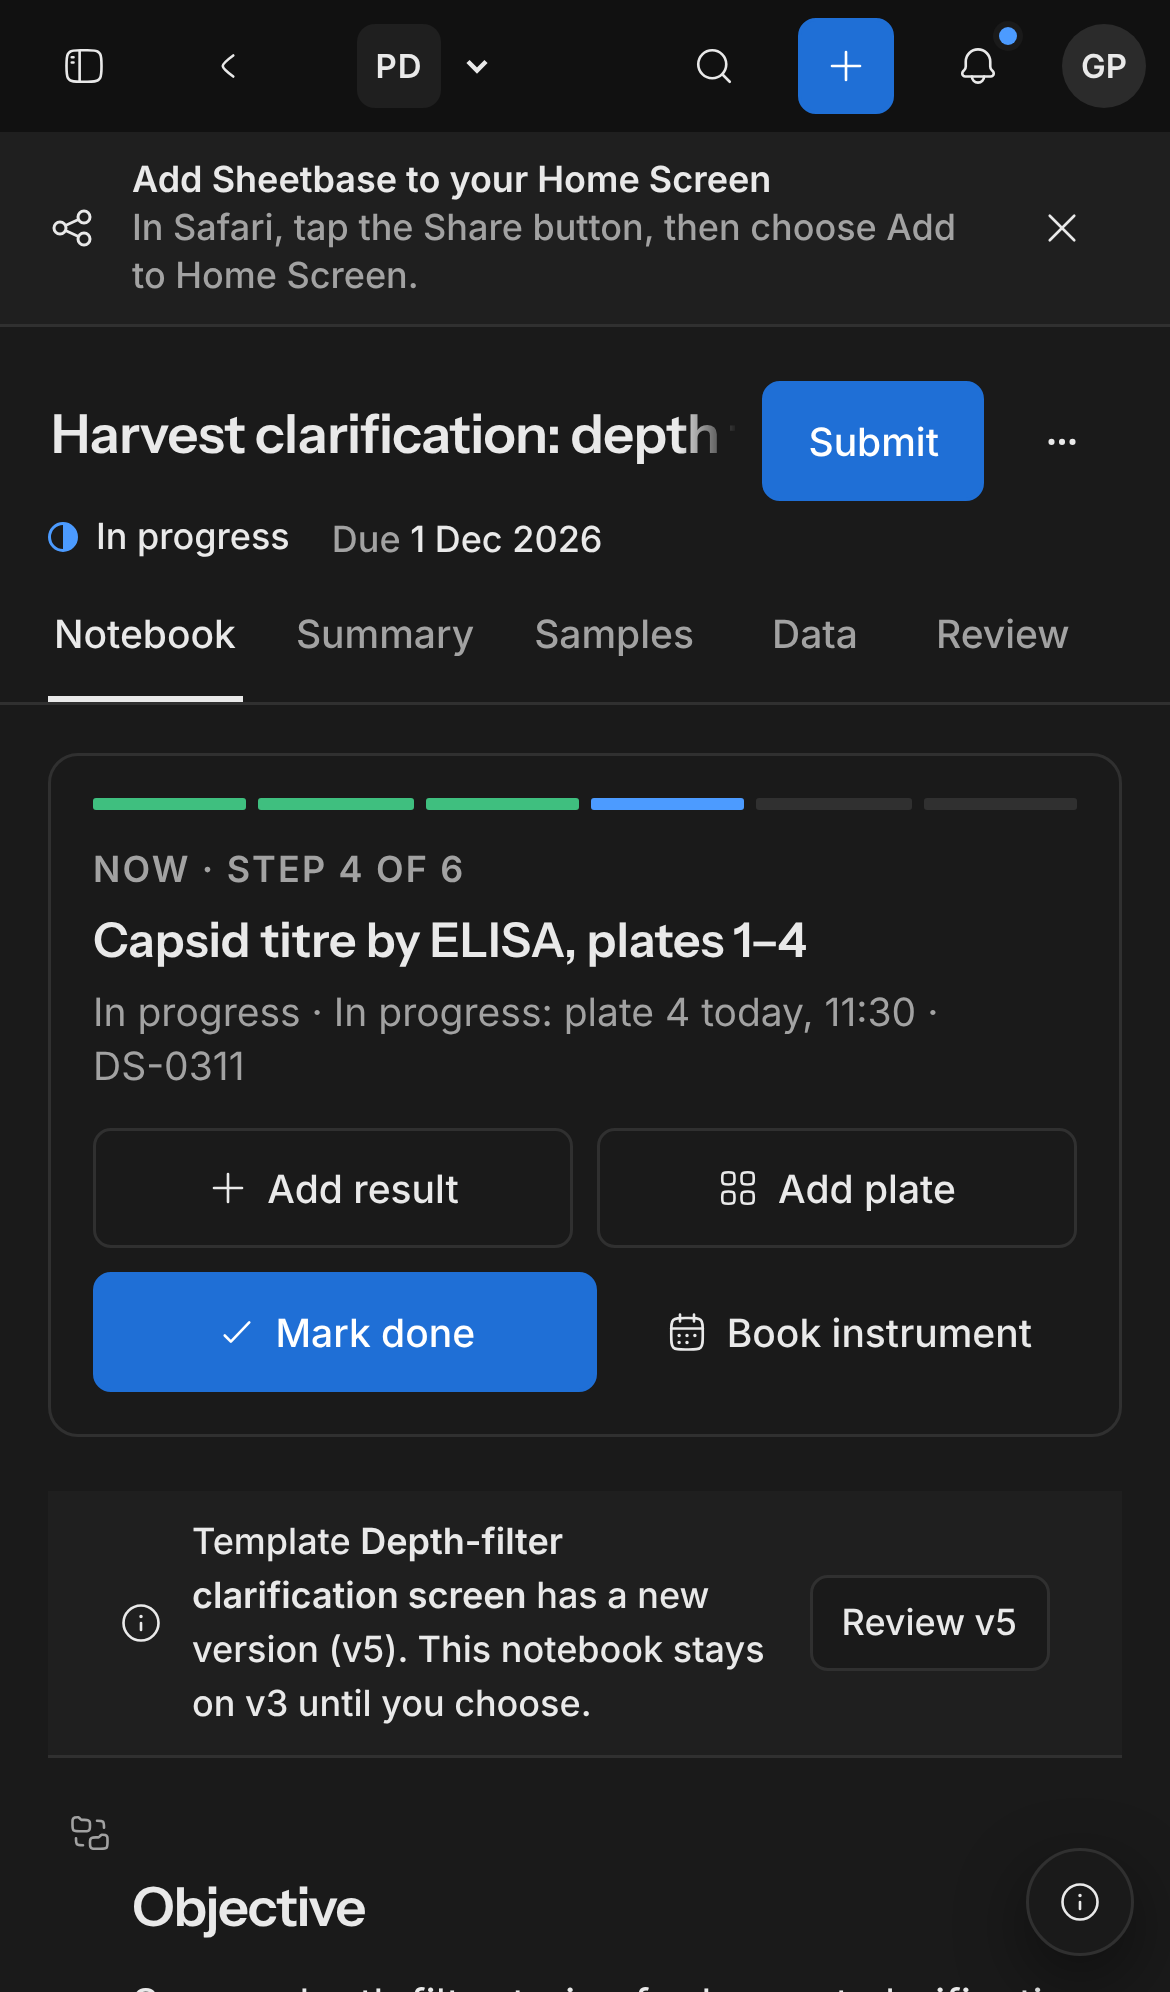 PD
GP
Add Sheetbase to your Home Screen
In Safari, tap the Share button, then choose Add
to Home Screen.
Harvest clarification: depth
Submit
In progress
Due 1 Dec 2026
Notebook
Summary
Samples
Data
Review
NOW · STEP 4 OF 6
Capsid titre by ELISA, plates 1–4
In progress · In progress: plate 4 today, 11:30 ·
DS-0311
Add result
Add plate
Mark done
Book instrument
Template Depth-filter
clarification screen has a new
version (v5). This notebook stays
on v3 until you choose.
Review v5
Objective